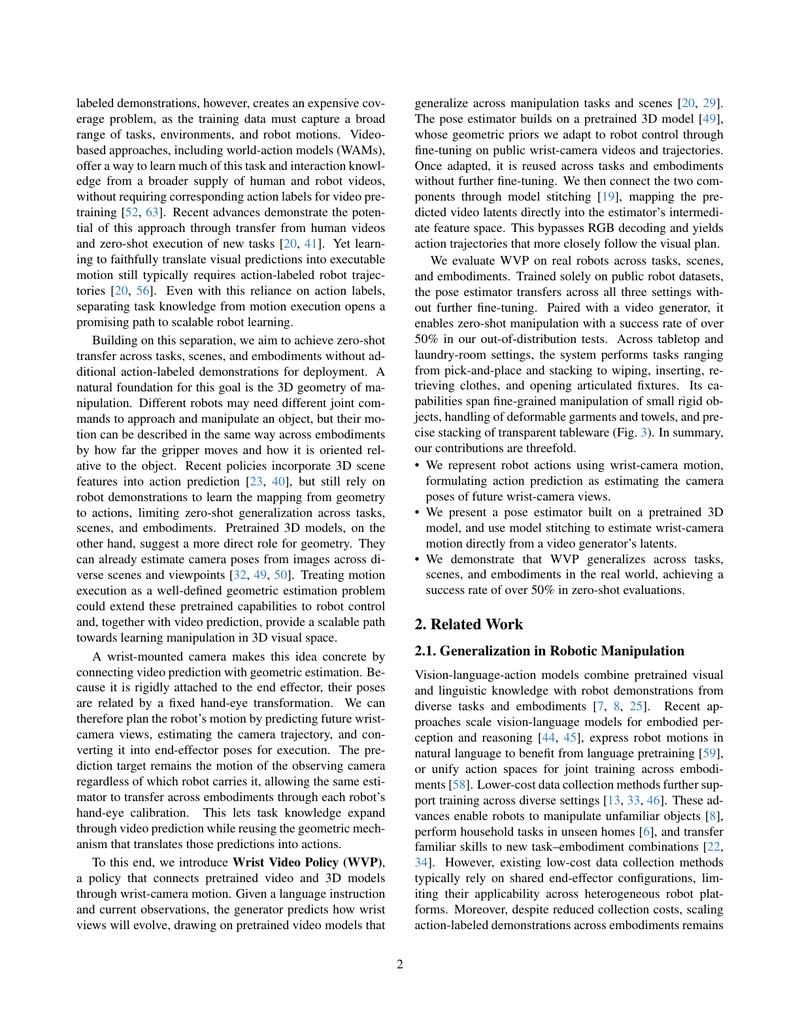 labeled demonstrations, however, creates an expensive cov-
erage problem, as the training data must capture a broad
range of tasks, environments, and robot motions. Video-
based approaches, including world-action models (WAMs),
offer a way to learn much of this task and interaction knowl-
edge from a broader supply of human and robot videos,
without requiring corresponding action labels for video pre-
training [52, 63]. Recent advances demonstrate the poten-
tial of this approach through transfer from human videos
and zero-shot execution of new tasks [20, 41]. Yet learn-
ing to faithfully translate visual predictions into executable
motion still typically requires action-labeled robot trajec-
tories [20, 56]. Even with this reliance on action labels,
separating task knowledge from motion execution opens a
promising path to scalable robot learning.
Building on this separation, we aim to achieve zero-shot
transfer across tasks, scenes, and embodiments without ad-
ditional action-labeled demonstrations for deployment. A
natural foundation for this goal is the 3D geometry of ma-
nipulation. Different robots may need different joint com-
mands to approach and manipulate an object, but their mo-
tion can be described in the same way across embodiments
by how far the gripper moves and how it is oriented rel-
ative to the object. Recent policies incorporate 3D scene
features into action prediction [23, 40], but still rely on
robot demonstrations to learn the mapping from geometry
to actions, limiting zero-shot generalization across tasks,
scenes, and embodiments. Pretrained 3D models, on the
other hand, suggest a more direct role for geometry. They
can already estimate camera poses from images across di-
verse scenes and viewpoints [32, 49, 50]. Treating motion
execution as a well-defined geometric estimation problem
could extend these pretrained capabilities to robot control
and, together with video prediction, provide a scalable path
towards learning manipulation in 3D visual space.
A wrist-mounted camera makes this idea concrete by
connecting video prediction with geometric estimation. Be-
cause it is rigidly attached to the end effector, their poses
are related by a fixed hand-eye transformation. We can
therefore plan the robot's motion by predicting future wrist-
camera views, estimating the camera trajectory, and con-
verting it into end-effector poses for execution. The pre-
diction target remains the motion of the observing camera
regardless of which robot carries it, allowing the same esti-
mator to transfer across embodiments through each robot's
hand-eye calibration. This lets task knowledge expand
through video prediction while reusing the geometric mech-
anism that translates those predictions into actions.
To this end, we introduce Wrist Video Policy (WVP),
a policy that connects pretrained video and 3D models
through wrist-camera motion. Given a language instruction
and current observations, the generator predicts how wrist
views will evolve, drawing on pretrained video models that
generalize across manipulation tasks and scenes [20, 29].
The pose estimator builds on a pretrained 3D model [49],
whose geometric priors we adapt to robot control through
fine-tuning on public wrist-camera videos and trajectories.
Once adapted, it is reused across tasks and embodiments
without further fine-tuning. We then connect the two com-
ponents through model stitching [19], mapping the pre-
dicted video latents directly into the estimator's intermedi-
ate feature space. This bypasses RGB decoding and yields
action trajectories that more closely follow the visual plan.
We evaluate WVP on real robots across tasks, scenes,
and embodiments. Trained solely on public robot datasets,
the pose estimator transfers across all three settings with-
out further fine-tuning. Paired with a video generator, it
enables zero-shot manipulation with a success rate of over
50% in our out-of-distribution tests. Across tabletop and
laundry-room settings, the system performs tasks ranging
from pick-and-place and stacking to wiping, inserting, re-
trieving clothes, and opening articulated fixtures. Its ca-
pabilities span fine-grained manipulation of small rigid ob-
jects, handling of deformable garments and towels, and pre-
cise stacking of transparent tableware (Fig. 3). In summary,
our contributions are threefold.
• We represent robot actions using wrist-camera motion,
formulating action prediction as estimating the camera
poses of future wrist-camera views.
• We present a pose estimator built on a pretrained 3D
model, and use model stitching to estimate wrist-camera
motion directly from a video generator's latents.
• We demonstrate that WVP generalizes across tasks,
scenes, and embodiments in the real world, achieving a
success rate of over 50% in zero-shot evaluations.
2. Related Work
2.1. Generalization in Robotic Manipulation
Vision-language-action models combine pretrained visual
and linguistic knowledge with robot demonstrations from
diverse tasks and embodiments [7, 8, 25]. Recent ap-
proaches scale vision-language models for embodied per-
ception and reasoning [44, 45], express robot motions in
natural language to benefit from language pretraining [59],
or unify action spaces for joint training across embodi-
ments [58]. Lower-cost data collection methods further sup-
port training across diverse settings [13, 33, 46]. These ad-
vances enable robots to manipulate unfamiliar objects [8],
perform household tasks in unseen homes [6], and transfer
familiar skills to new task–embodiment combinations [22,
34]. However, existing low-cost data collection methods
typically rely on shared end-effector configurations, lim-
iting their applicability across heterogeneous robot plat-
forms. Moreover, despite reduced collection costs, scaling
action-labeled demonstrations across embodiments remains
2